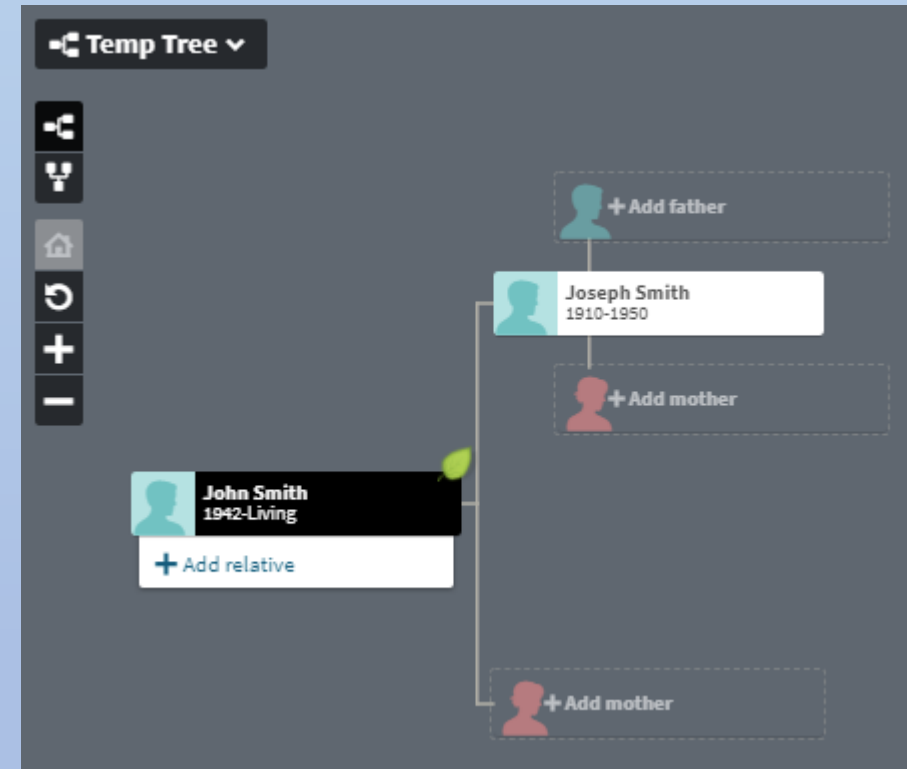 Temp Tree
+ Add father
Joseph Smith
1910-1950
+ Add mother
John Smith
1942-Living
+ Add relative
+ Add mother